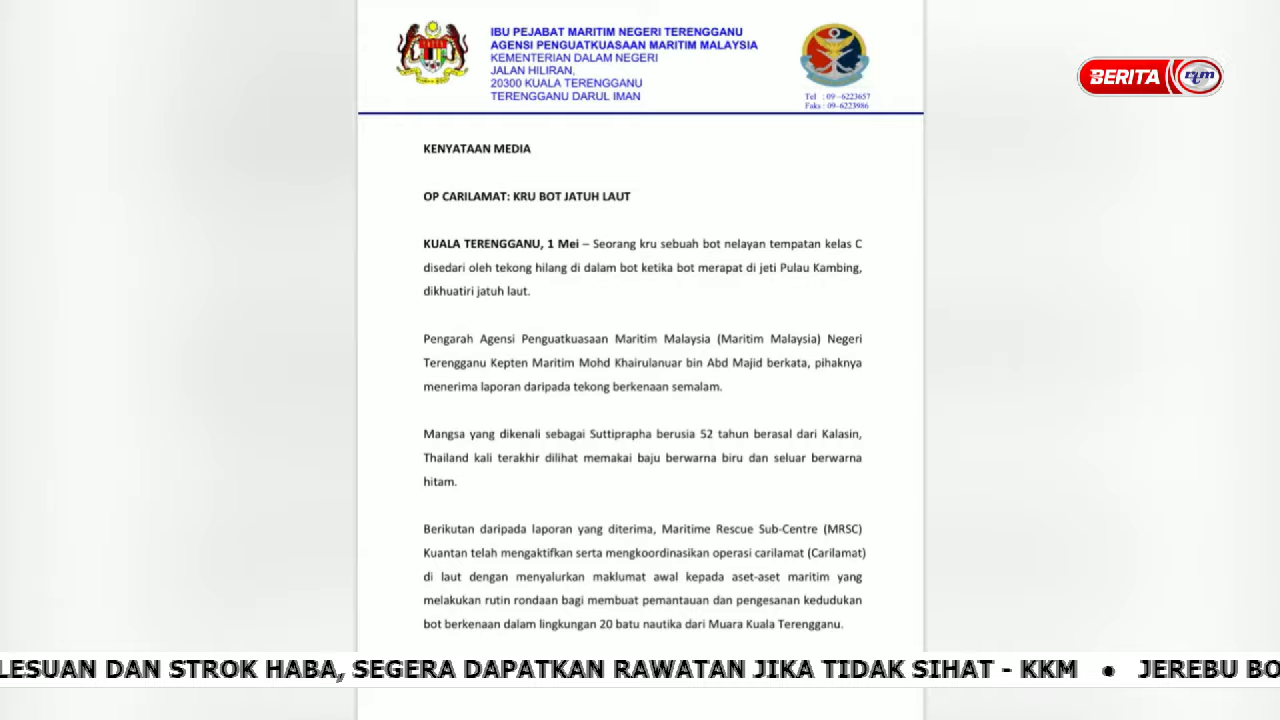 IBU PEJABAT MARITIM NEGERI TERENGGANU
AGENSI PENGUATKUASAAN MARITIM MALAYSIA
KEMENTERIAN DALAM NEGERI
JALAN HILIRAN,
20300 KUALA TERENGGANU
TERENGGANU DARUL IMAN
Tel : 09 -6223657
Faks : 09-6223986
BERITA rtm
KENYATAAN MEDIA
OP CARILAMAT: KRU BOT JATUH LAUT
KUALA TERENGGANU, 1 Mei – Seorang kru sebuah bot nelayan tempatan kelas C
disedari oleh tekong hilang di dalam bot ketika bot merapat di jeti Pulau Kambing,
dikhuatiri jatuh laut.
Pengarah Agensi Penguatkuasaan Maritim Malaysia (Maritim Malaysia) Negeri
Terengganu Kepten Maritim Mohd Khairulanuar bin Abd Majid berkata, pihaknya
menerima laporan daripada tekong berkenaan semalam.
Mangsa yang dikenali sebagai Suttiprapha berusia 52 tahun berasal dari Kalasin,
Thailand kali terakhir dilihat memakai baju berwarna biru dan seluar berwarna
hitam.
Berikutan daripada laporan yang diterima, Maritime Rescue Sub-Centre (MRSC)
Kuantan telah mengaktifkan serta mengkoordinasikan operasi carilamat (Carilamat)
di laut dengan menyalurkan maklumat awal kepada aset-aset maritim yang
melakukan rutin rondaan bagi membuat pemantauan dan pengesanan kedudukan
bot berkenaan dalam lingkungan 20 batu nautika dari Muara Kuala Terengganu.
LESUAN DAN STROK HABA, SEGERA DAPATKAN RAWATAN JIKA TIDAK SIHAT - KKM ● JEREBU BO